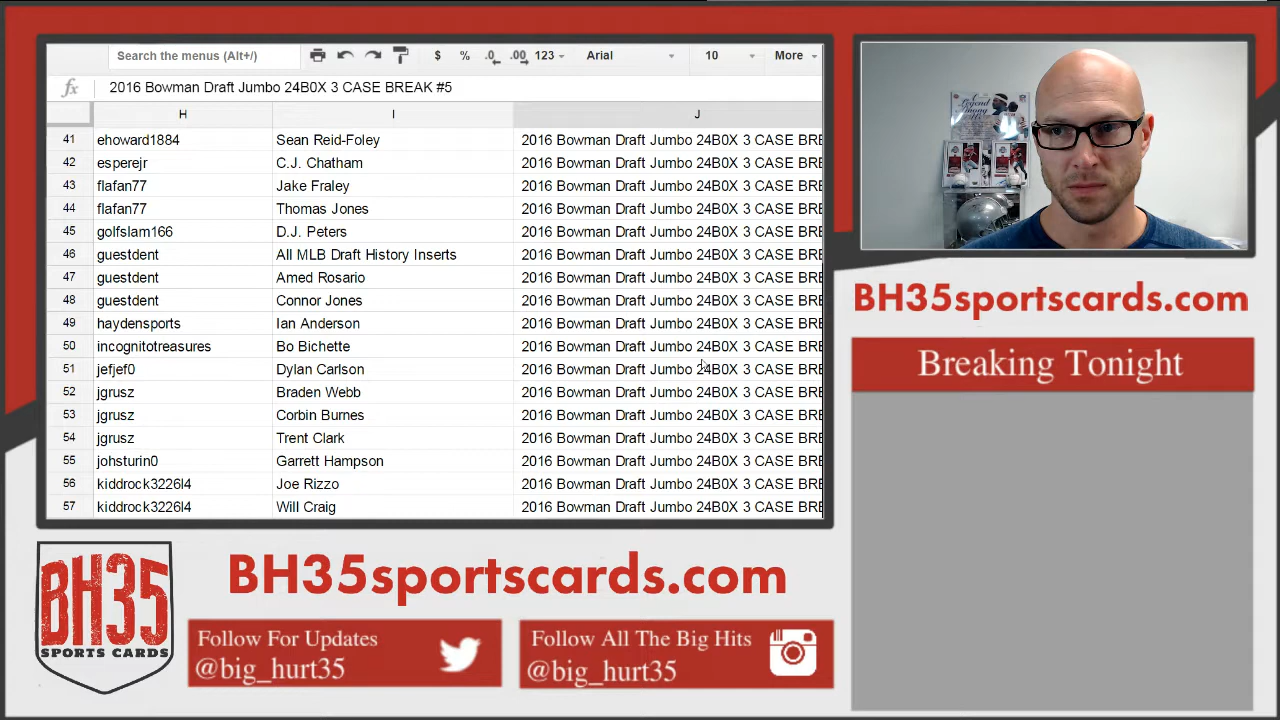 Search the menus (Alt+/) $ % .0 .00 123 Arial 10 More
fx 2016 Bowman Draft Jumbo 24B0X 3 CASE BREAK #5
H I J
41 ehoward1884 Sean Reid-Foley 2016 Bowman Draft Jumbo 24B0X 3 CASE BRE
42 esperejr C.J. Chatham 2016 Bowman Draft Jumbo 24B0X 3 CASE BRE
43 flafan77 Jake Fraley 2016 Bowman Draft Jumbo 24B0X 3 CASE BRE
44 flafan77 Thomas Jones 2016 Bowman Draft Jumbo 24B0X 3 CASE BRE
45 golfslam166 D.J. Peters 2016 Bowman Draft Jumbo 24B0X 3 CASE BRE
46 guestdent All MLB Draft History Inserts 2016 Bowman Draft Jumbo 24B0X 3 CASE BRE
47 guestdent Amed Rosario 2016 Bowman Draft Jumbo 24B0X 3 CASE BRE
48 guestdent Connor Jones 2016 Bowman Draft Jumbo 24B0X 3 CASE BRE
49 haydensports Ian Anderson 2016 Bowman Draft Jumbo 24B0X 3 CASE BRE
50 incognitotreasures Bo Bichette 2016 Bowman Draft Jumbo 24B0X 3 CASE BRE
51 jefjef0 Dylan Carlson 2016 Bowman Draft Jumbo 24B0X 3 CASE BRE
52 jgrusz Braden Webb 2016 Bowman Draft Jumbo 24B0X 3 CASE BRE
53 jgrusz Corbin Burnes 2016 Bowman Draft Jumbo 24B0X 3 CASE BRE
54 jgrusz Trent Clark 2016 Bowman Draft Jumbo 24B0X 3 CASE BRE
55 johsturin0 Garrett Hampson 2016 Bowman Draft Jumbo 24B0X 3 CASE BRE
56 kiddrock3226l4 Joe Rizzo 2016 Bowman Draft Jumbo 24B0X 3 CASE BRE
57 kiddrock3226l4 Will Craig 2016 Bowman Draft Jumbo 24B0X 3 CASE BRE
BH35sportscards.com
Breaking Tonight
BH35
SPORTS CARDS
BH35sportscards.com
Follow For Updates
@big_hurt35
Follow All The Big Hits
@big_hurt35